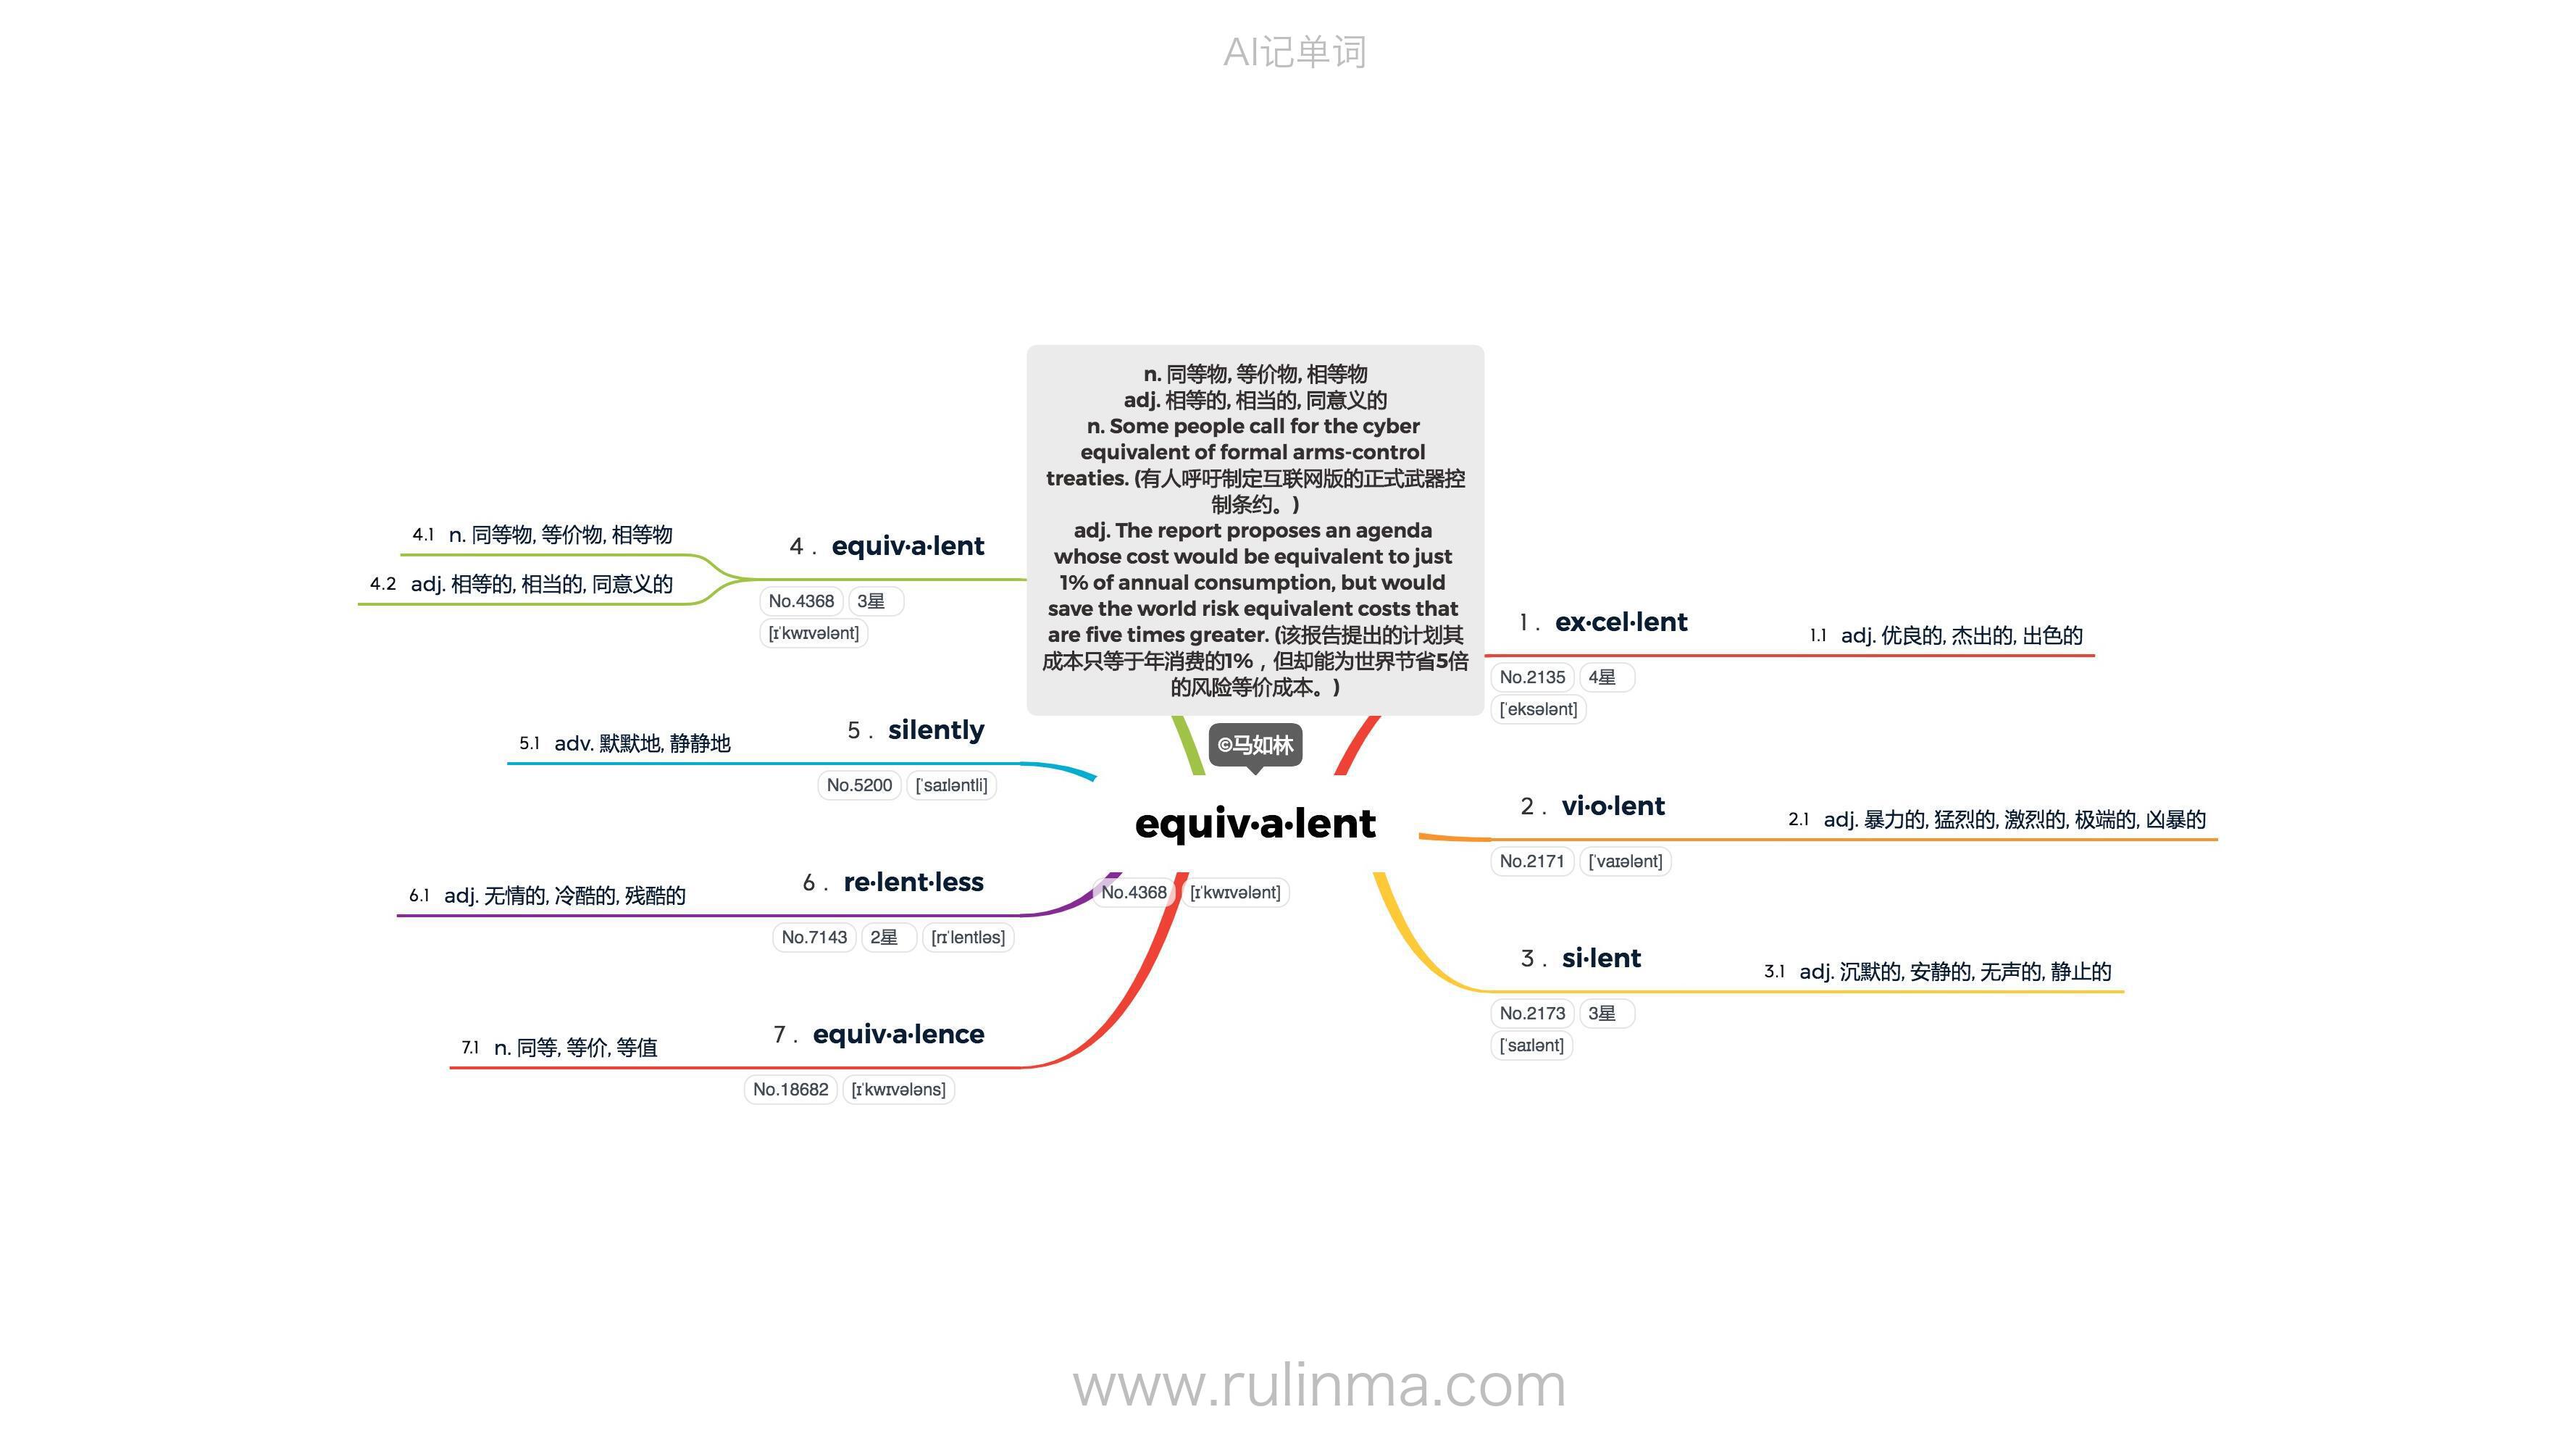 AI记单词
n. 同等物, 等价物, 相等物
adj. 相等的, 相当的, 同意义的
n. Some people call for the cyber
equivalent of formal arms-control
treaties. (有人呼吁制定互联网版的正式武器控
制条约。)
adj. The report proposes an agenda
whose cost would be equivalent to just
1% of annual consumption, but would
save the world risk equivalent costs that
are five times greater. (该报告提出的计划其
成本只等于年消费的1%，但却能为世界节省5倍
的风险等价成本。)
©马如林
equiv·a·lent
No.4368 [ɪˈkwɪvələnt]
1. ex·cel·lent
No.2135 4星
[ˈeksələnt]
1.1 adj. 优良的, 杰出的, 出色的
2. vi·o·lent
No.2171 [ˈvaɪələnt]
2.1 adj. 暴力的, 猛烈的, 激烈的, 极端的, 凶暴的
3. si·lent
No.2173 3星
[ˈsaɪlənt]
3.1 adj. 沉默的, 安静的, 无声的, 静止的
4. equiv·a·lent
No.4368 3星
[ɪˈkwɪvələnt]
4.1 n. 同等物, 等价物, 相等物
4.2 adj. 相等的, 相当的, 同意义的
5. silently
No.5200 [ˈsaɪləntli]
5.1 adv. 默默地, 静静地
6. re·lent·less
No.7143 2星 [rɪˈlentləs]
6.1 adj. 无情的, 冷酷的, 残酷的
7. equiv·a·lence
No.18682 [ɪˈkwɪvələns]
7.1 n. 同等, 等价, 等值
www.rulinma.com